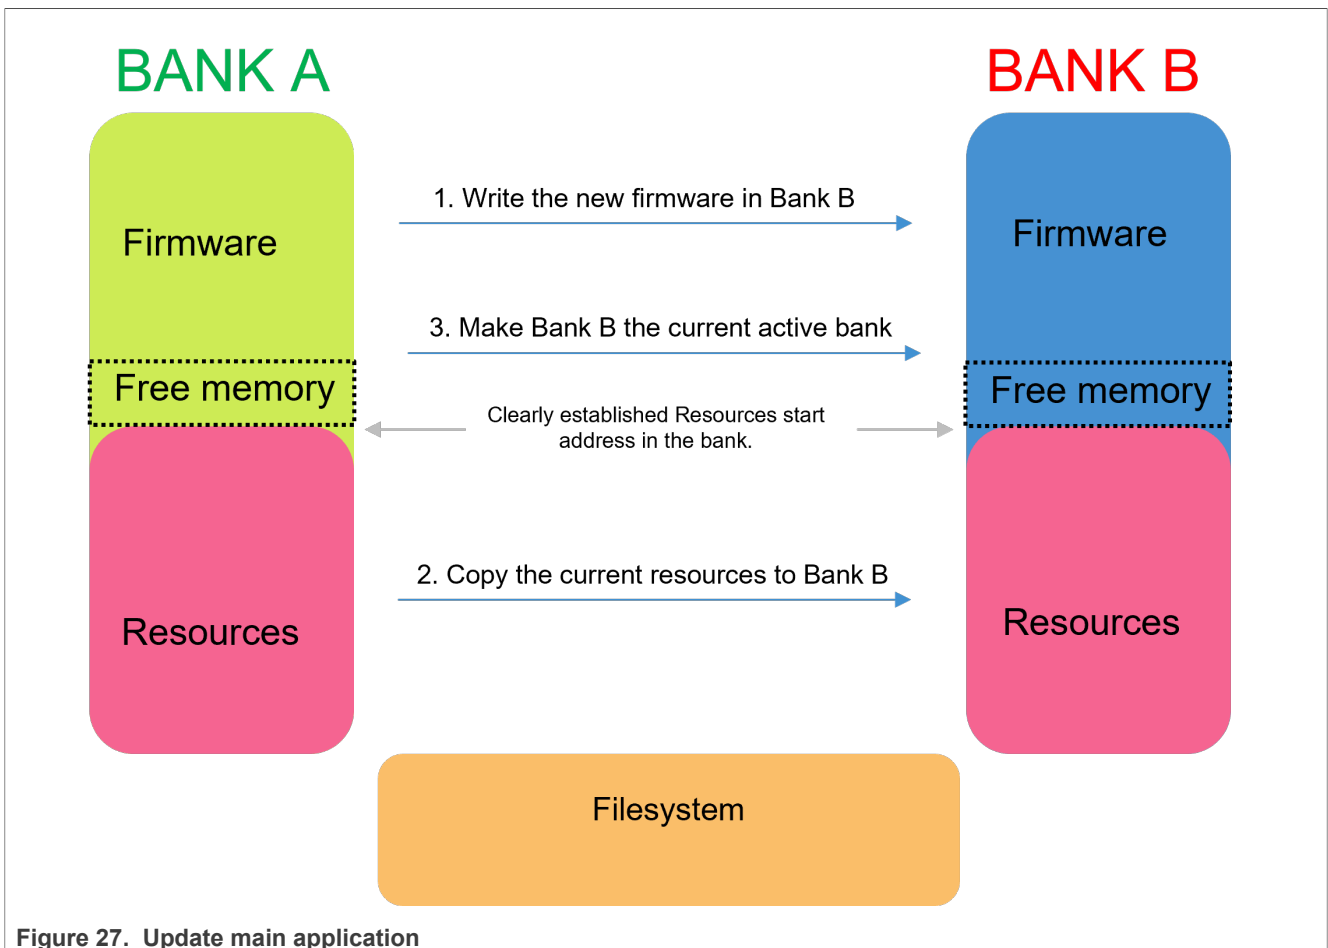 BANK A
BANK B
1. Write the new firmware in Bank B
Firmware
Firmware
3. Make Bank B the current active bank
Free memory
Free memory
Clearly established Resources start
address in the bank.
2. Copy the current resources to Bank B
Resources
Resources
Filesystem
Figure 27. Update main application